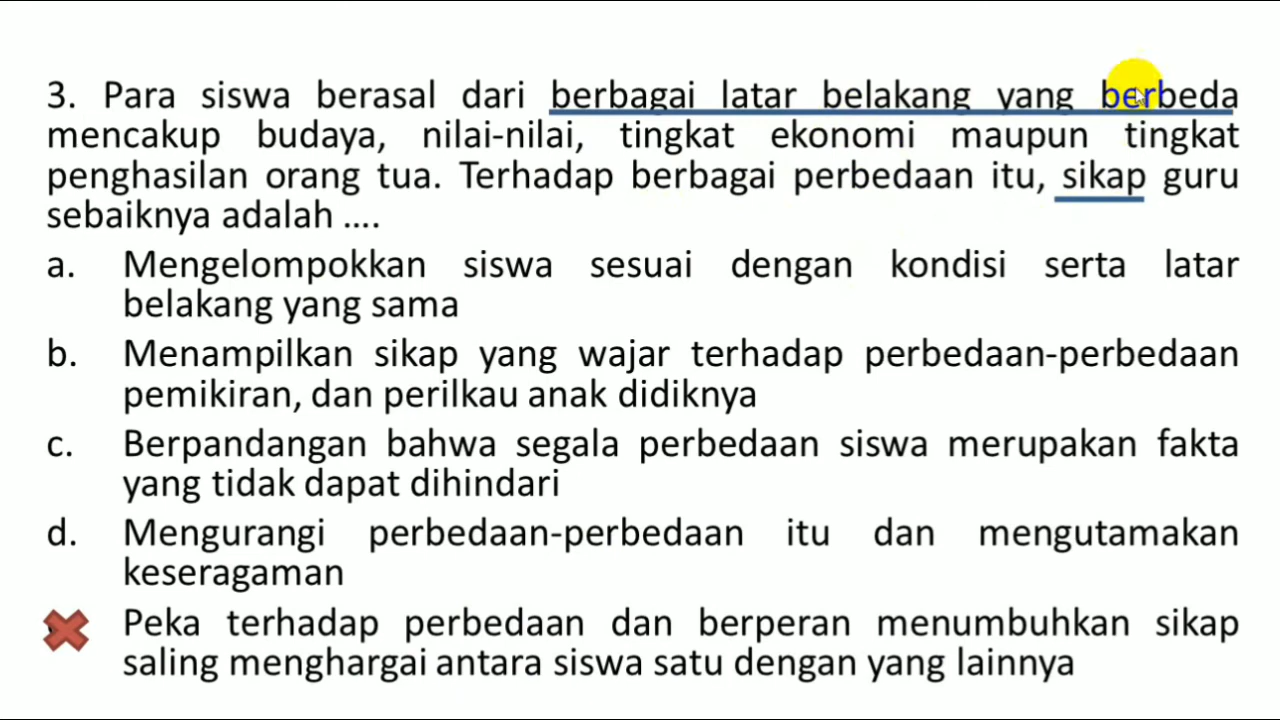 3. Para siswa berasal dari berbagai latar belakang yang berbeda
mencakup budaya, nilai-nilai, tingkat ekonomi maupun tingkat
penghasilan orang tua. Terhadap berbagai perbedaan itu, sikap guru
sebaiknya adalah ....
a. Mengelompokkan siswa sesuai dengan kondisi serta latar
belakang yang sama
b. Menampilkan sikap yang wajar terhadap perbedaan-perbedaan
pemikiran, dan perilkau anak didiknya
c. Berpandangan bahwa segala perbedaan siswa merupakan fakta
yang tidak dapat dihindari
d. Mengurangi perbedaan-perbedaan itu dan mengutamakan
keseragaman
Peka terhadap perbedaan dan berperan menumbuhkan sikap
saling menghargai antara siswa satu dengan yang lainnya